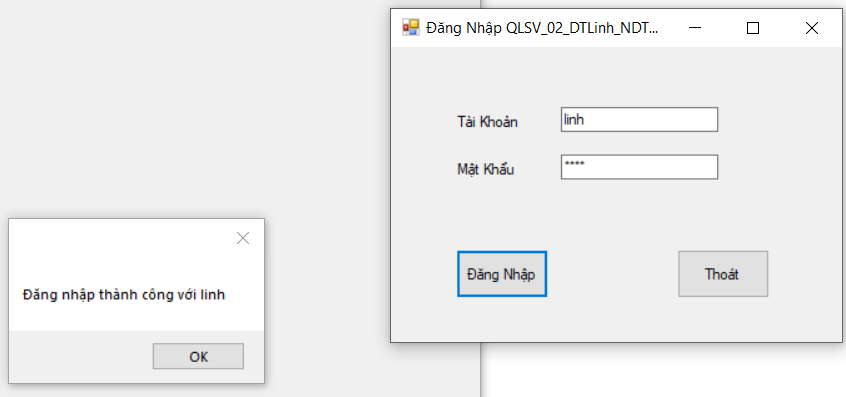 Đăng Nhập QLSV_02_DTLinh_NDT...
Tài Khoản
linh
Mật Khẩu
****
Đăng Nhập
Thoát
Đăng nhập thành công với linh
OK